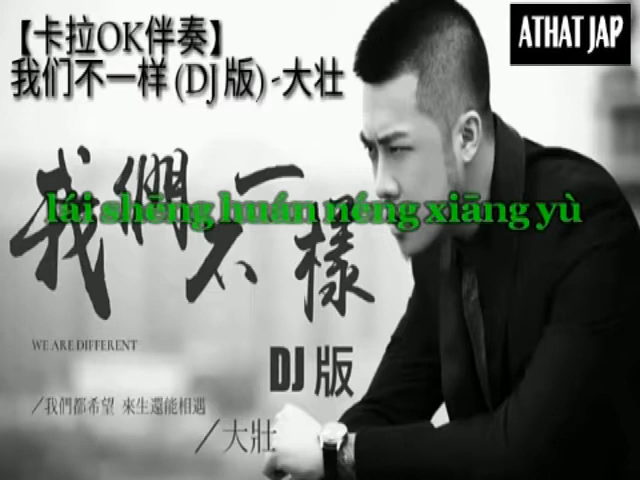 【卡拉OK伴奏】
我们不一样 (DJ 版) -大壮
ATHAT JAP
我們不一樣
lái shēng huán néng xiāng yù
WE ARE DIFFERENT
DJ 版
/我們都希望 來生還能相遇
/大壯